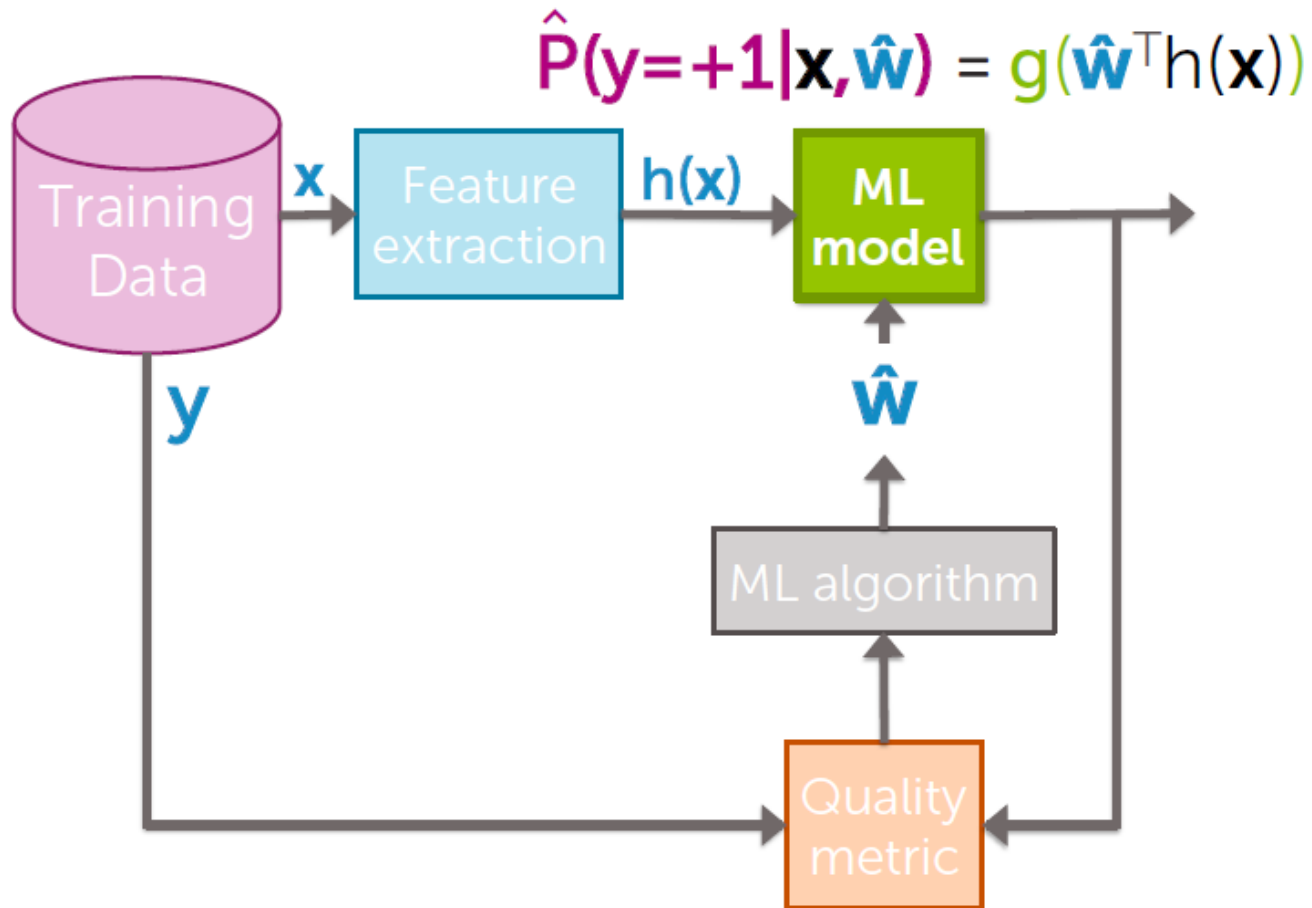 P̂(y=+1|x,ŵ) = g(ŵᵀh(x))
Training
Data
x
Feature
extraction
h(x)
ML
model
y
ŵ
ML algorithm
Quality
metric